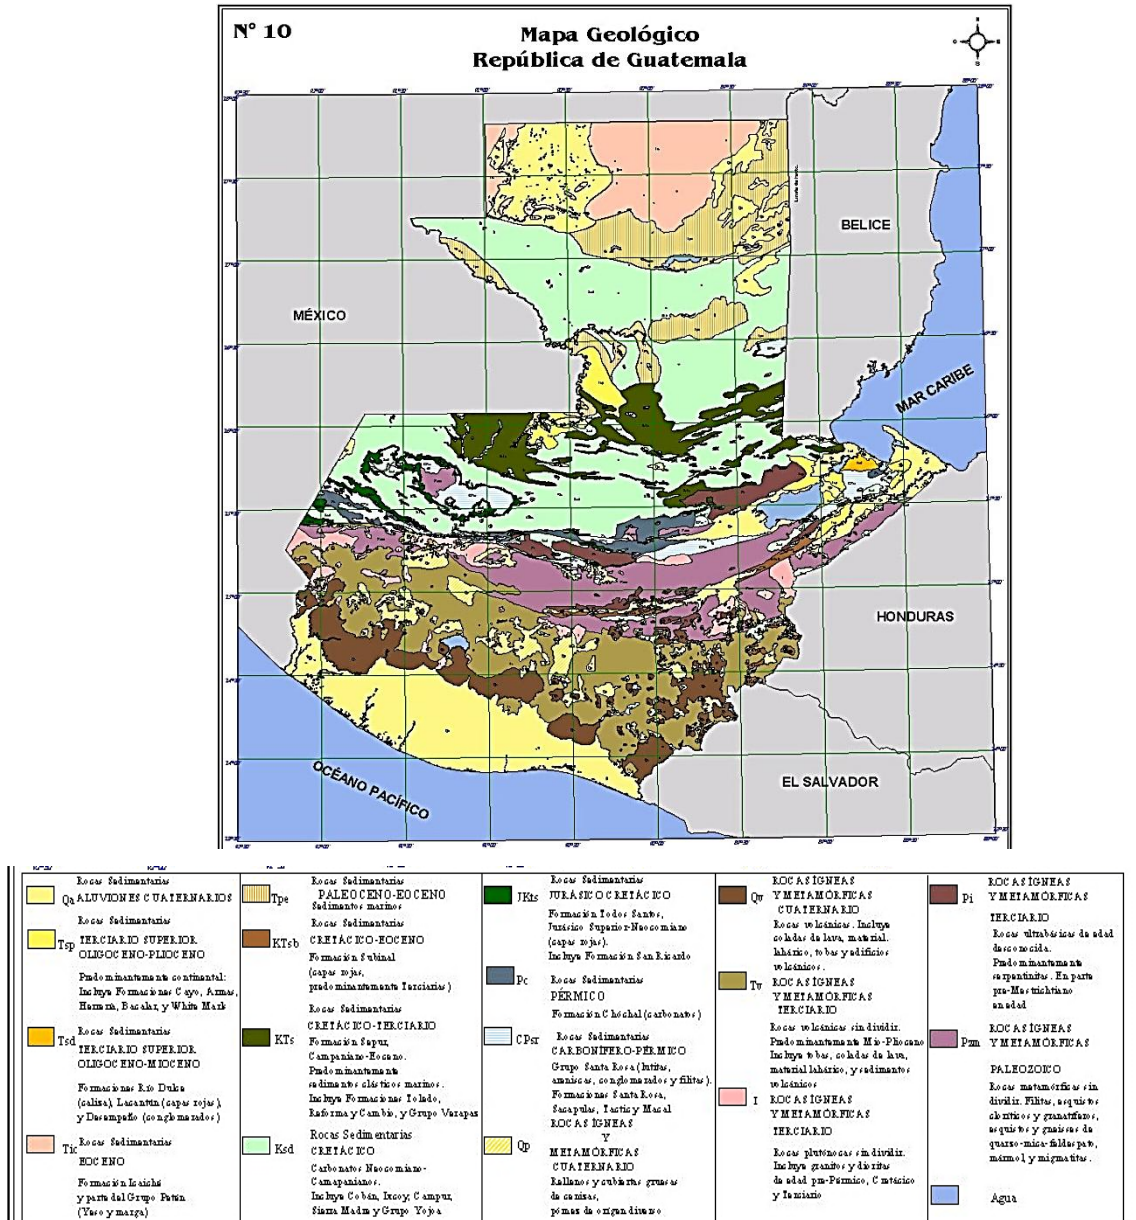 N° 10
Mapa Geológico
República de Guatemala
BELICE
MÉXICO
MAR CARIBE
HONDURAS
EL SALVADOR
OCÉANO PACÍFICO
Rocas Sedimentarias
Qa ALUVIONES CUATERNARIOS
Rocas Sedimentarias
Tsp TERCIARIO SUPERIOR
OLIGOCENO-PLIOCENO
Predominantemente continental:
Incluye Formaciones Cayo, Armas,
Herrería, Bacalar, y White Marl
Rocas Sedimentarias
Tsd TERCIARIO SUPERIOR
OLIGOCENO-MIOCENO
Formaciones Río Dulce
(caliza), Lacantún (capas rojas),
y Desempeño (conglomerados)
Tic Rocas Sedimentarias
EOCENO
Formación Icaiche
y parte del Grupo Petén
(Yeso y marga)
Rocas Sedimentarias
Tpe PALEOCENO-EOCENO
Sedimentos marinos
Rocas Sedimentarias
KTsb CRETÁCICO-EOCENO
Formación Subinal
(capas rojas,
predominantemente Terciarias)
Rocas Sedimentarias
KTs CRETÁCICO-TERCIARIO
Formación Sepur,
Campaniano-Eoceno.
Predominantemente
sedimentos clásticos marinos.
Incluye Formaciones Toledo,
Reforma y Cambio, y Grupo Verapaz
Rocas Sedimentarias
Ksd CRETÁCICO
Carbonatos Neocomiano-
Camapanianos.
Incluye Cobán, Ixcoy, Campur,
Sierra Madre y Grupo Yojoa
Rocas Sedimentarias
JKts JURÁSICO CRETÁCICO
Formación Todos Santos,
Jurásico Superior-Neocomiano
(capas rojas).
Incluye Formación San Ricardo
Pc Rocas Sedimentarias
PÉRMICO
Formación Chochal (carbonatos)
CPsr Rocas Sedimentarias
CARBONÍFERO-PÉRMICO
Grupo Santa Rosa (lutitas,
areniscas, conglomerados y filitas).
Formaciones Santa Rosa,
Sacapulas, Tactic y Macal
ROCAS ÍGNEAS
Y
Qp METAMÓRFICAS
CUATERNARIO
Rellenos y cubiertas gruesas
de cenizas,
pómez de origen diverso
ROCAS ÍGNEAS
Qv Y METAMÓRFICAS
CUATERNARIO
Rocas volcánicas. Incluye
coladas de lava, material.
lahárico, tobas y edificios
volcánicos.
Tv ROCAS ÍGNEAS
Y METAMÓRFICAS
TERCIARIO
Rocas volcánicas sin dividir.
Predominantemente Mio-Plioceno
Incluye tobas, coladas de lava,
material lahárico, y sedimentos
volcánicos
I ROCAS ÍGNEAS
Y METAMÓRFICAS
TERCIARIO
Rocas plutónicas sin dividir.
Incluye granitos y dioritas
de edad pre-Pérmico, Cretácico
y Terciario
ROCAS ÍGNEAS
Pi Y METAMÓRFICAS
TERCIARIO
Rocas ultrabásicas de edad
desconocida.
Predominantemente
serpentinitas. En parte
pre-Maestrichtiano
en edad
ROCAS ÍGNEAS
Pzm Y METAMÓRFICAS
PALEOZOICO
Rocas metamórficas sin
dividir. Filitas, esquistos
cloríticos y granatíferos,
esquistos y gneisses de
quarzo-mica-feldespato,
mármol y migmatitas.
Agua